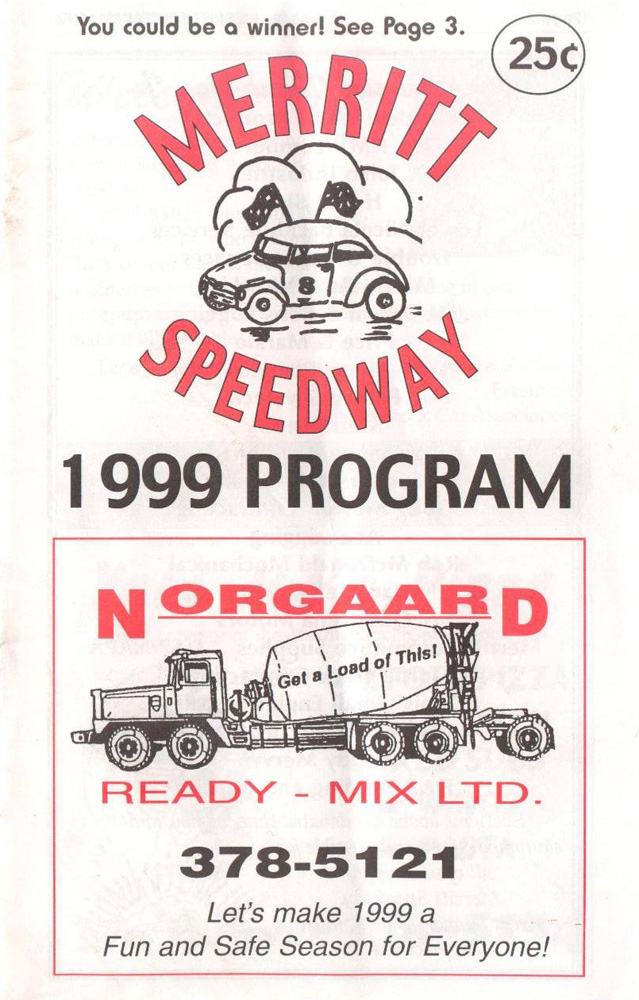 You could be a winner! See Page 3.
25¢
MERRITT
8
SPEEDWAY
1999 PROGRAM
NORGAARD
Get a Load of This!
READY - MIX LTD.
378-5121
Let's make 1999 a
Fun and Safe Season for Everyone!